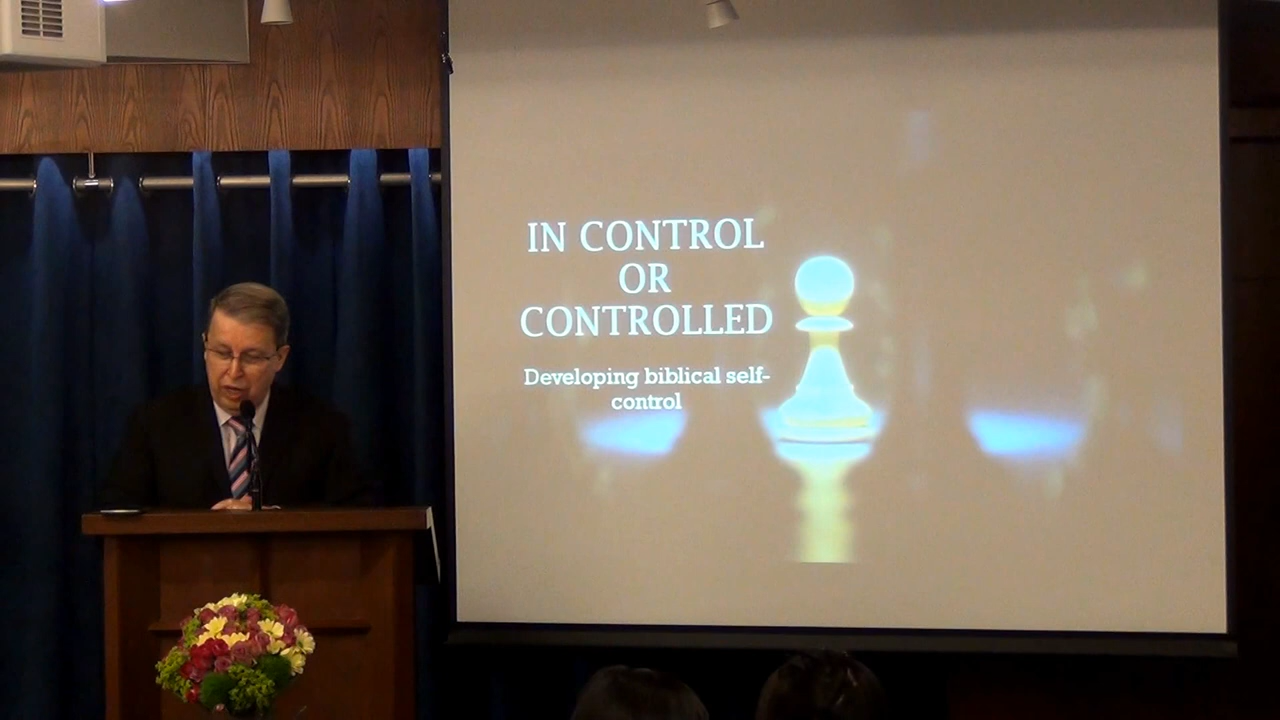 IN CONTROL
OR
CONTROLLED
Developing biblical self-
control